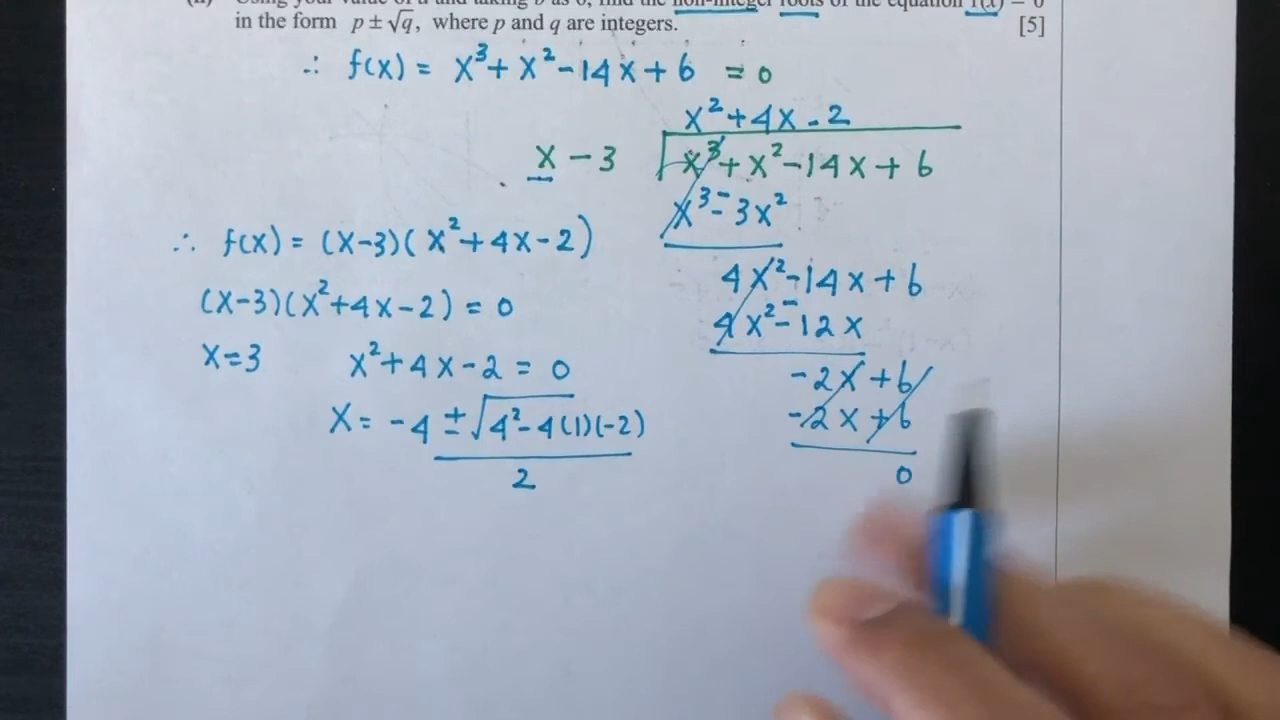 in the form p ± √q, where p and q are integers. [5]
∴ f(x) = x³ + x² - 14x + 6 = 0
x² + 4x - 2
x - 3 x³ + x² - 14x + 6
x³ - 3x²
4x² - 14x + 6
4x² - 12x
-2x + 6
-2x + 6
0
∴ f(x) = (x-3)(x² + 4x - 2)
(x-3)(x² + 4x - 2) = 0
x = 3 x² + 4x - 2 = 0
x = -4 ± √4² - 4(1)(-2)
2